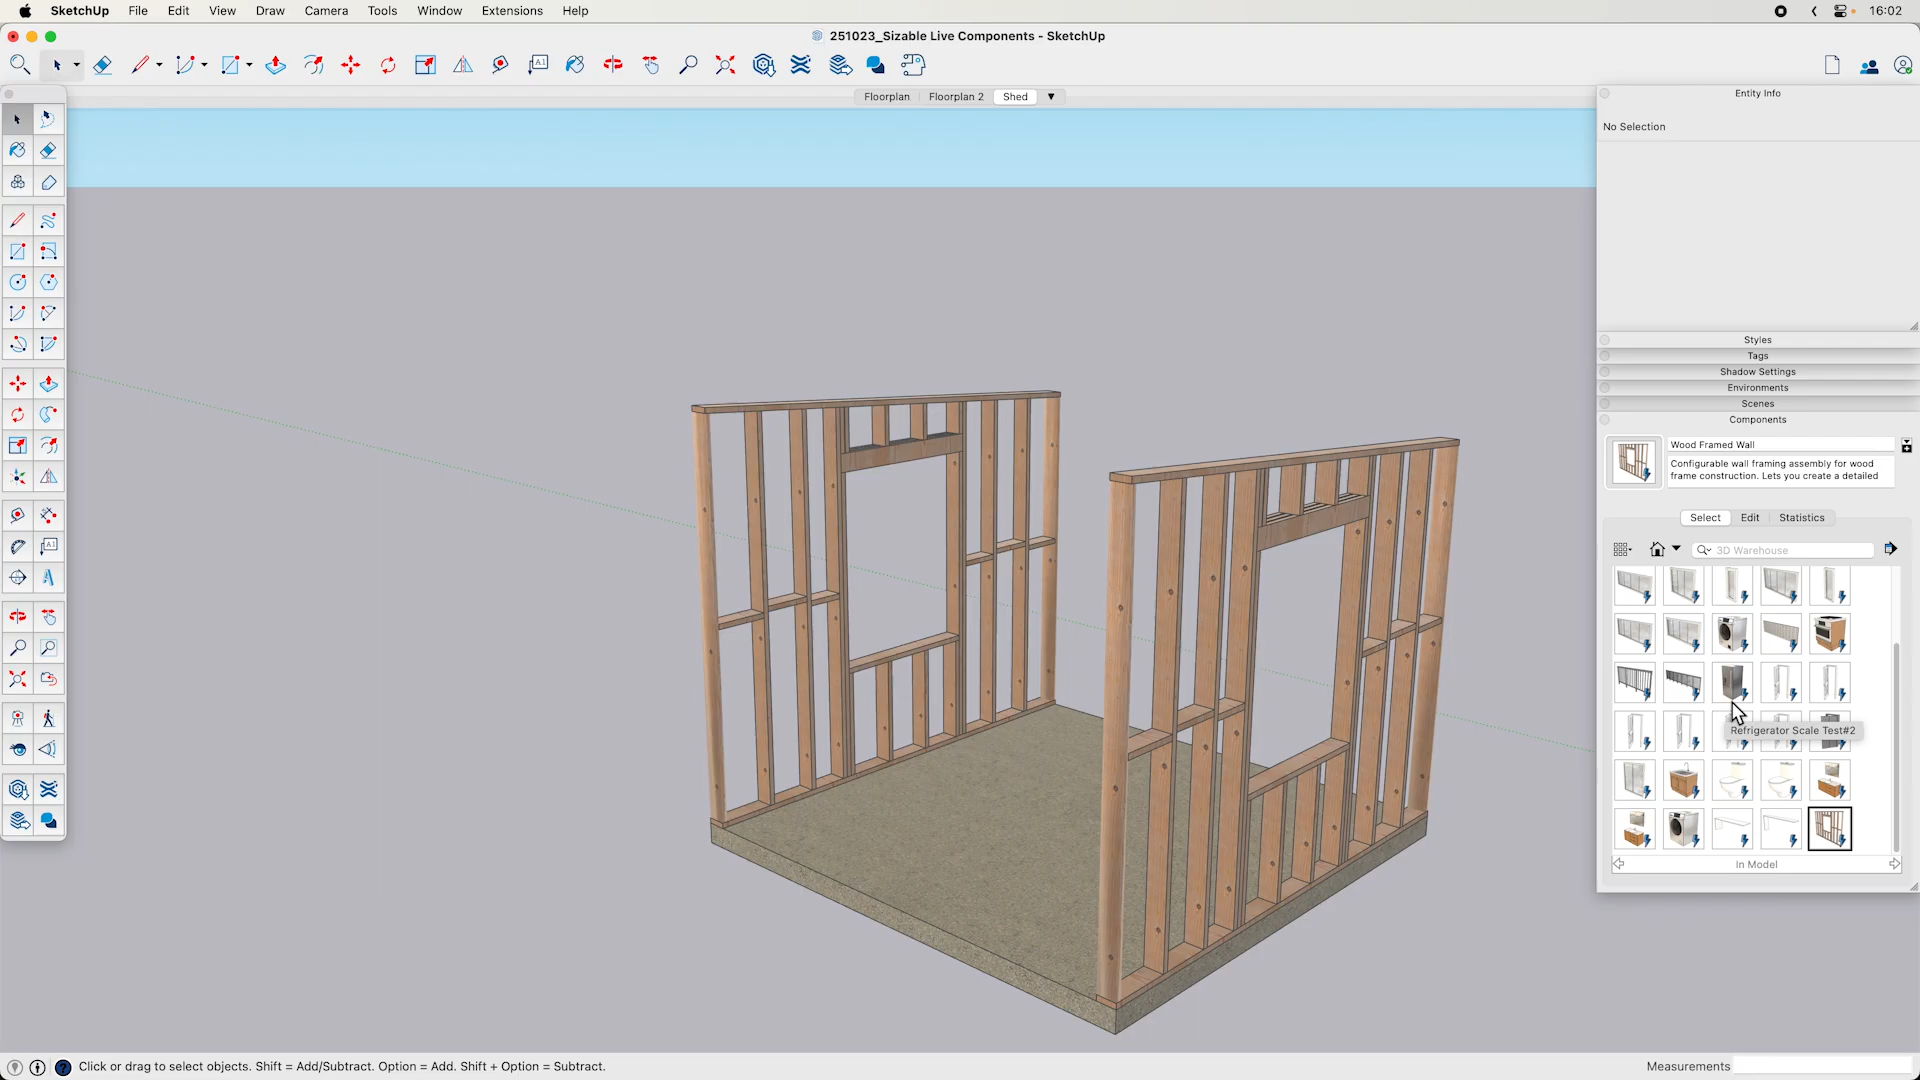 SketchUp File Edit View Draw Camera Tools Window Extensions Help 16:02
251023_Sizable Live Components - SketchUp
Floorplan Floorplan 2 Shed
Entity Info
No Selection
Styles
Tags
Shadow Settings
Environments
Scenes
Components
Wood Framed Wall
Configurable wall framing assembly for wood
frame construction. Lets you create a detailed
Select Edit Statistics
3D Warehouse
Refrigerator Scale Test#2
In Model
Click or drag to select objects. Shift = Add/Subtract. Option = Add. Shift + Option = Subtract.
Measurements